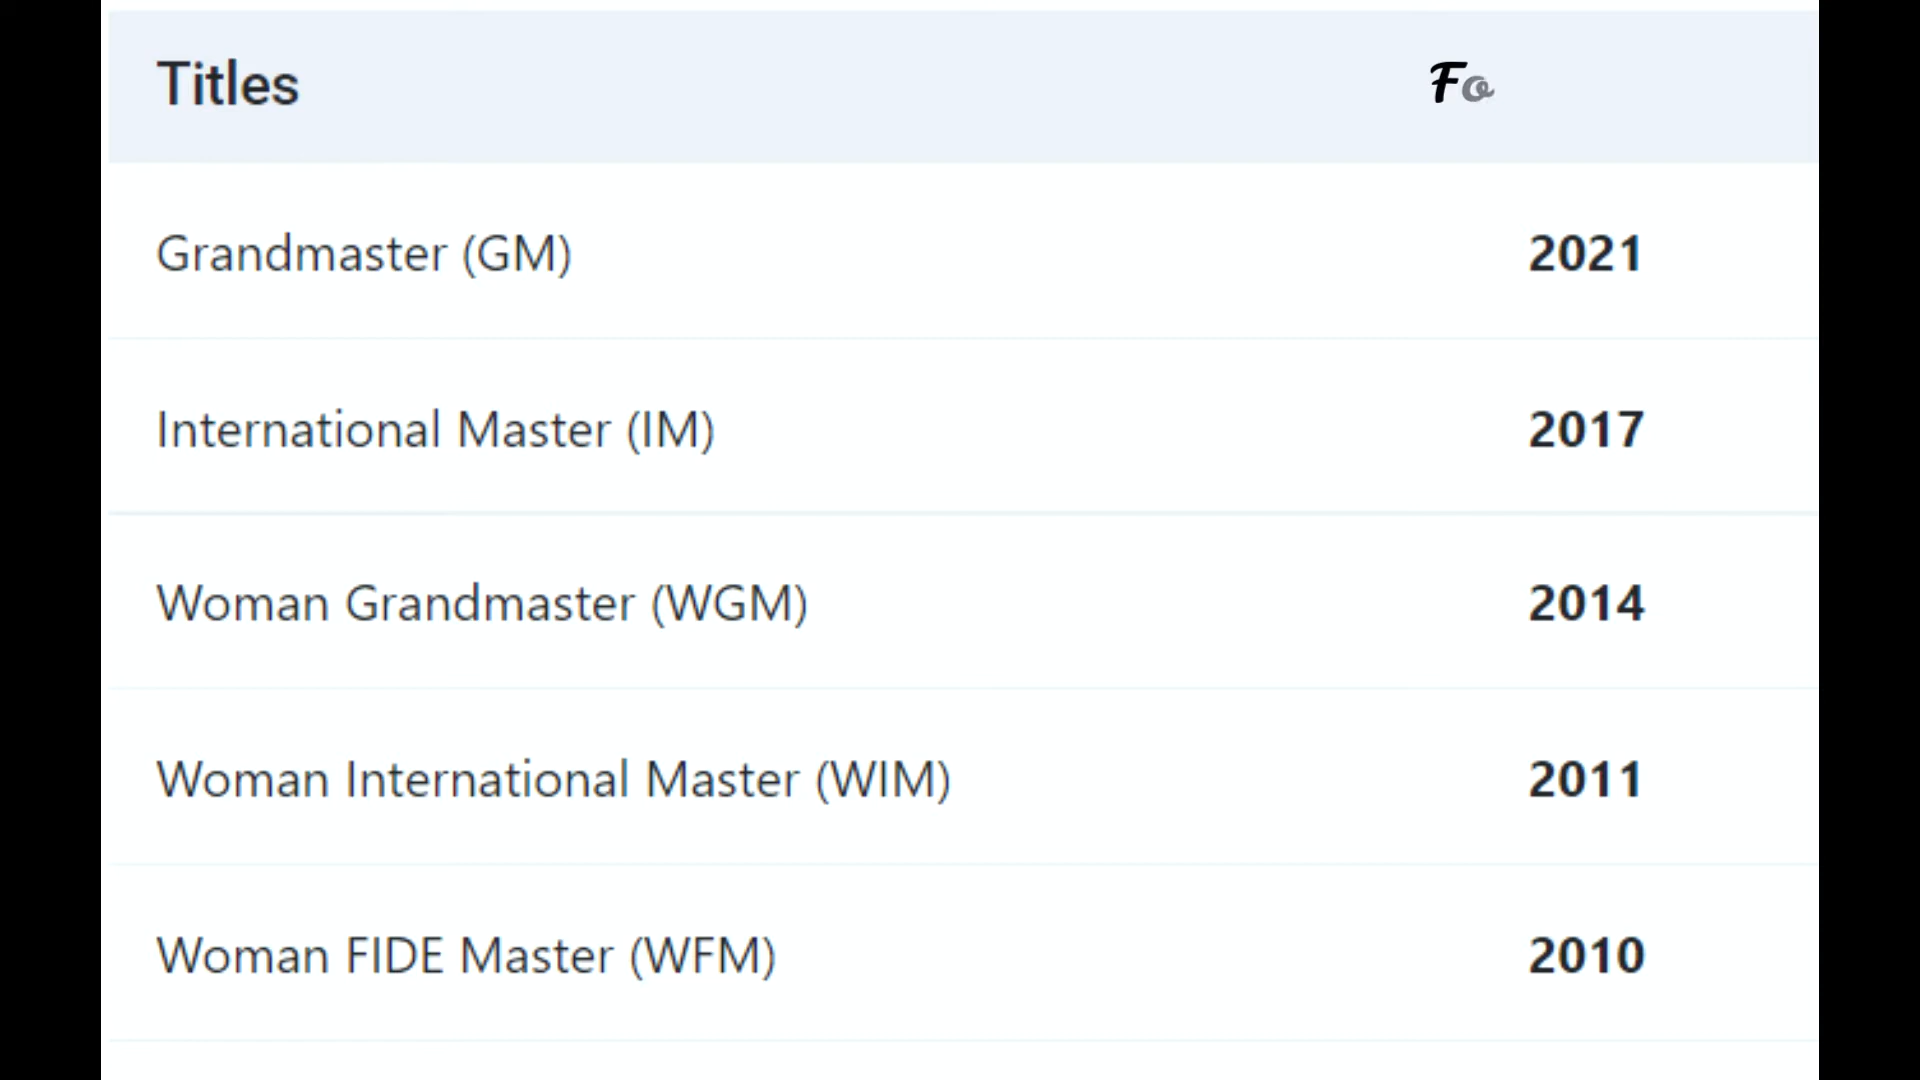 Titles Fo
Grandmaster (GM) 2021
International Master (IM) 2017
Woman Grandmaster (WGM) 2014
Woman International Master (WIM) 2011
Woman FIDE Master (WFM) 2010